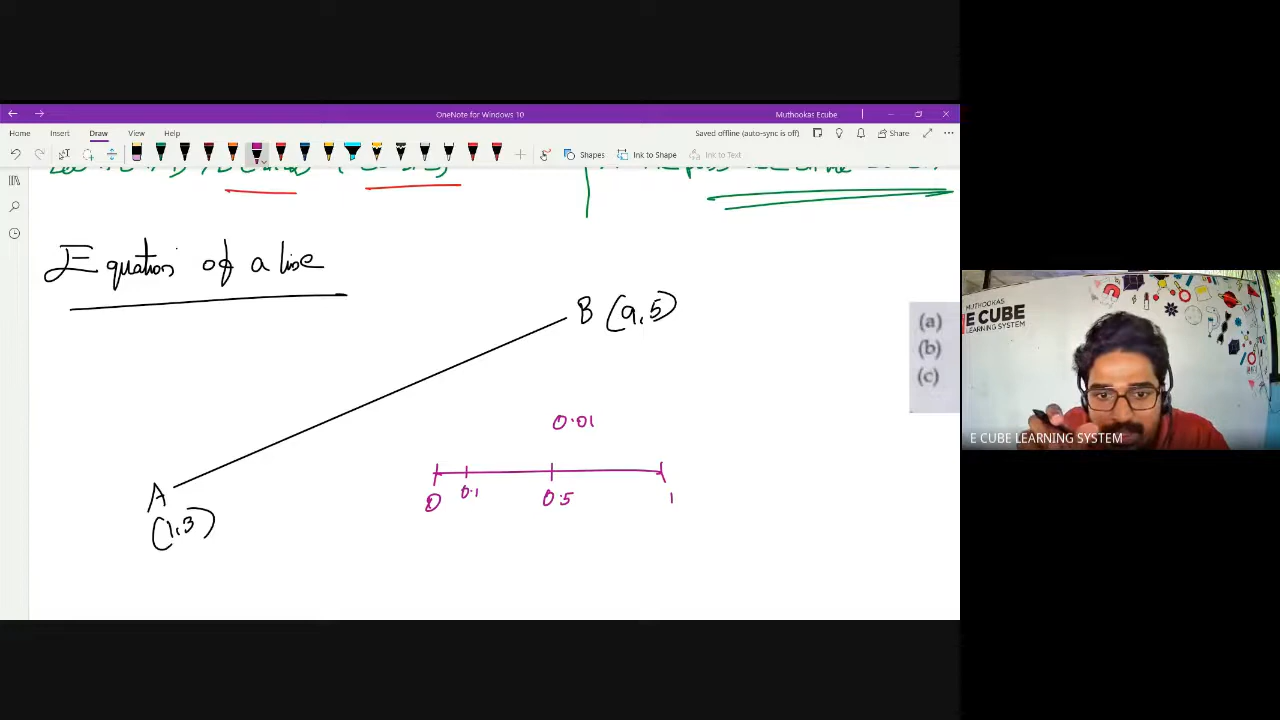 OneNote for Windows 10
Muthookas Ecube
Home Insert Draw View Help
Saved offline (auto-sync is off)
Share
Shapes
Ink to Shape
Ink to Text
Equation of a line
B (9,5)
A
(1,3)
0.01
0 0.1 0.5 1
(a)
(b)
(c)
MUTHOOKAS
E CUBE
LEARNING SYSTEM
E CUBE LEARNING SYSTEM